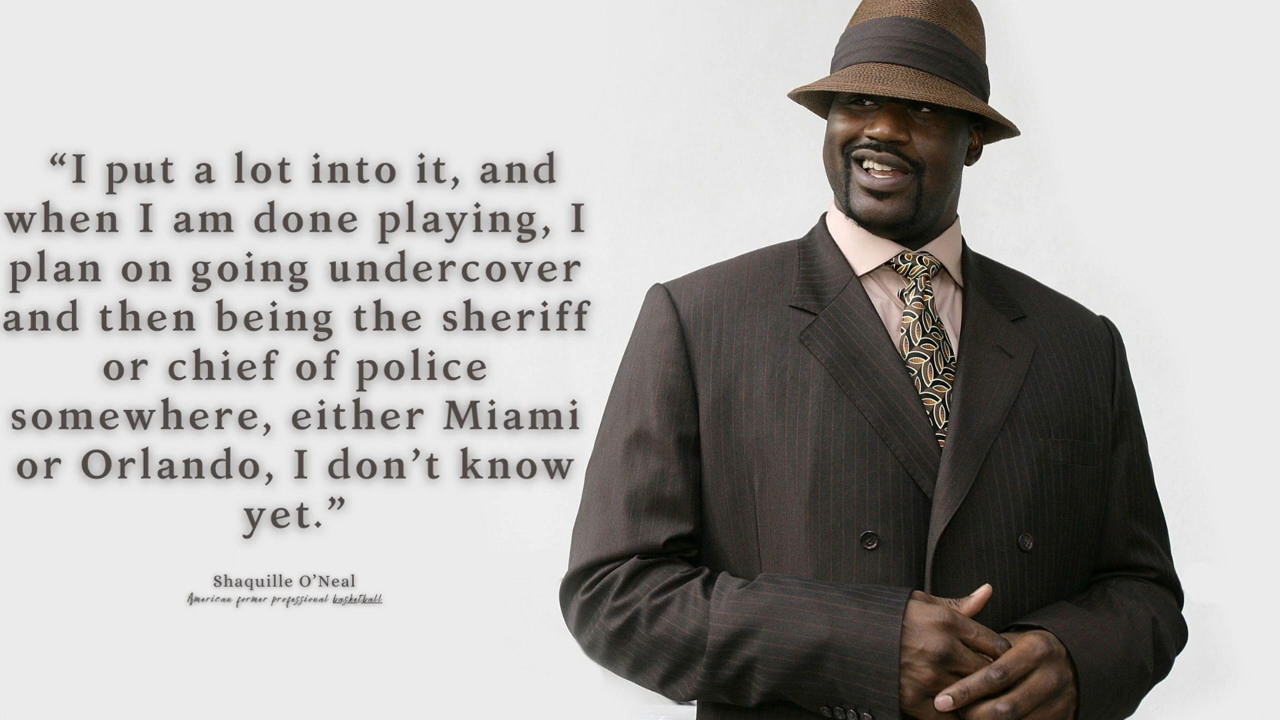 “I put a lot into it, and
when I am done playing, I
plan on going undercover
and then being the sheriff
or chief of police
somewhere, either Miami
or Orlando, I don’t know
yet.”
Shaquille O’Neal
American former professional basketball